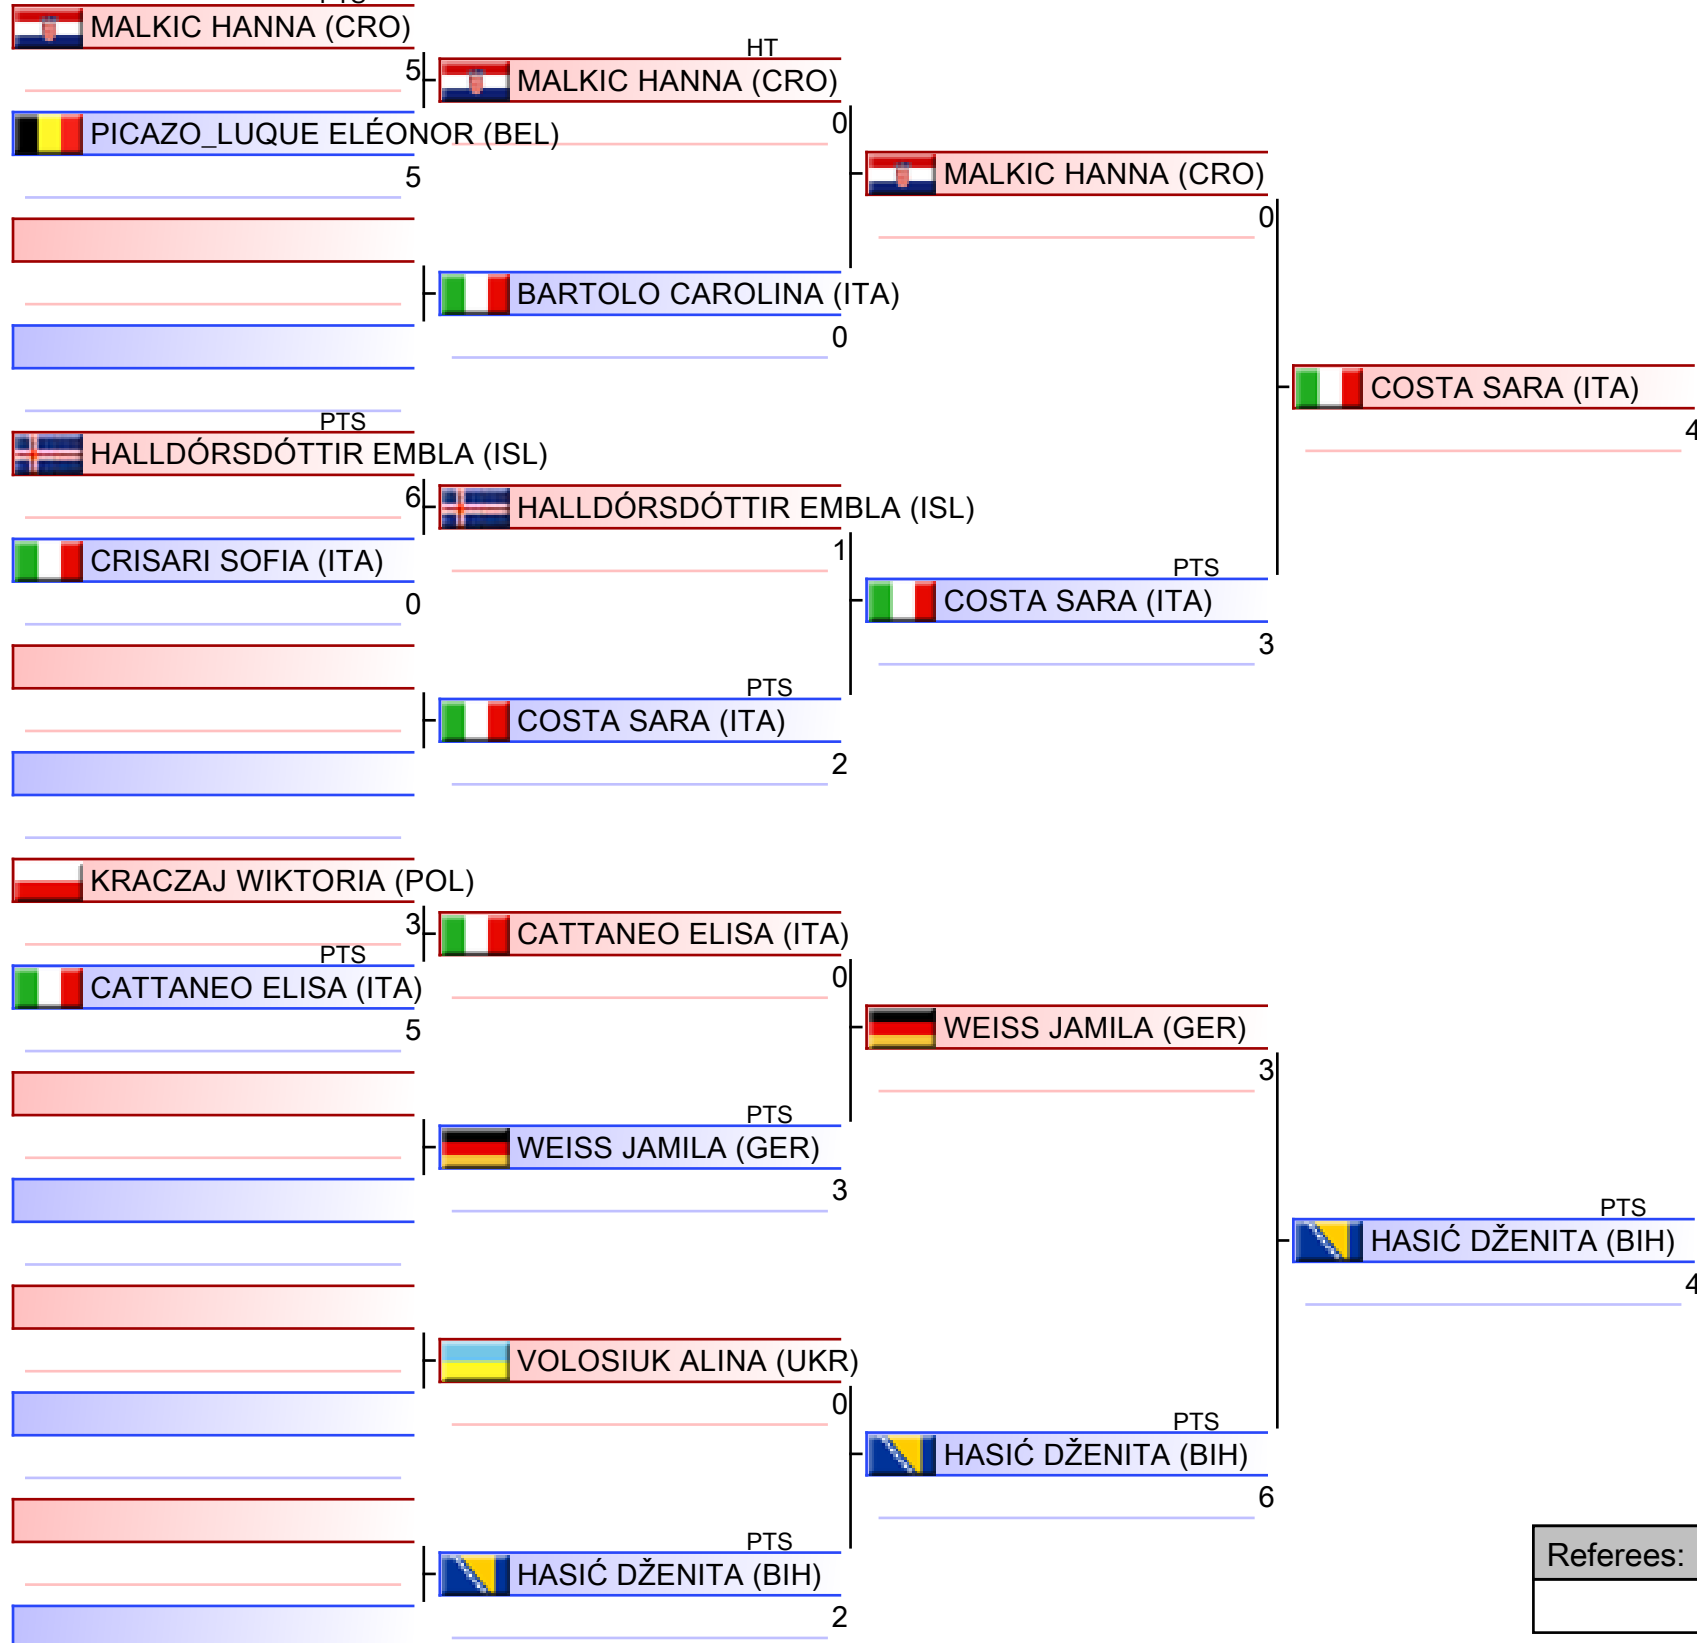 PTS
MALKIC HANNA (CRO)
5
PICAZO_LUQUE ELÉONOR (BEL)
5
PTS
HALLDÓRSDÓTTIR EMBLA (ISL)
6
CRISARI SOFIA (ITA)
0
KRACZAJ WIKTORIA (POL)
3
PTS
CATTANEO ELISA (ITA)
5
HT
MALKIC HANNA (CRO)
0
BARTOLO CAROLINA (ITA)
0
HALLDÓRSDÓTTIR EMBLA (ISL)
1
PTS
COSTA SARA (ITA)
2
CATTANEO ELISA (ITA)
0
PTS
WEISS JAMILA (GER)
3
VOLOSIUK ALINA (UKR)
0
PTS
HASIĆ DŽENITA (BIH)
2
MALKIC HANNA (CRO)
0
PTS
COSTA SARA (ITA)
3
WEISS JAMILA (GER)
3
PTS
HASIĆ DŽENITA (BIH)
6
COSTA SARA (ITA)
4
PTS
HASIĆ DŽENITA (BIH)
4
Referees: